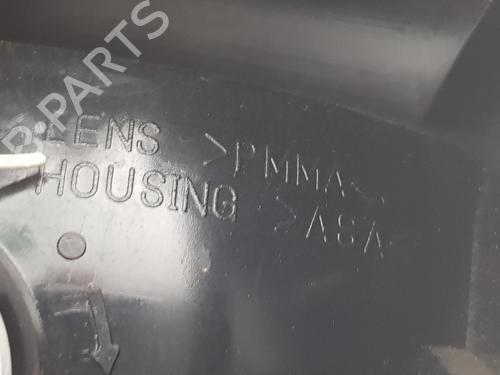 B-PARTS
LENS >PMMA<.
HOUSING >ASA